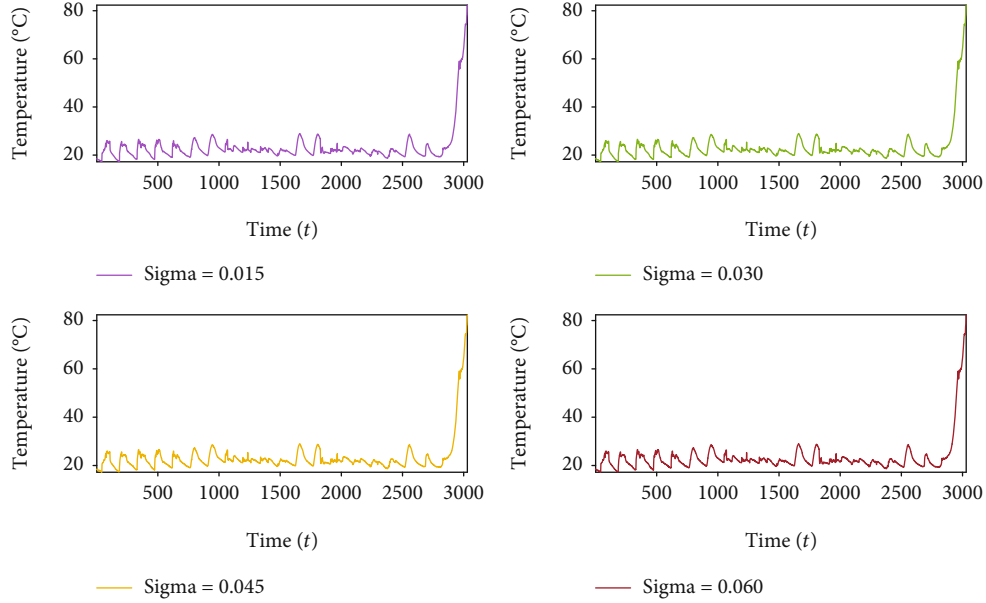 Temperature (°C)
80
60
40
20
500 1000 1500 2000 2500 3000
Time (t)
Sigma = 0.015
Temperature (°C)
80
60
40
20
500 1000 1500 2000 2500 3000
Time (t)
Sigma = 0.030
Temperature (°C)
80
60
40
20
500 1000 1500 2000 2500 3000
Time (t)
Sigma = 0.045
Temperature (°C)
80
60
40
20
500 1000 1500 2000 2500 3000
Time (t)
Sigma = 0.060